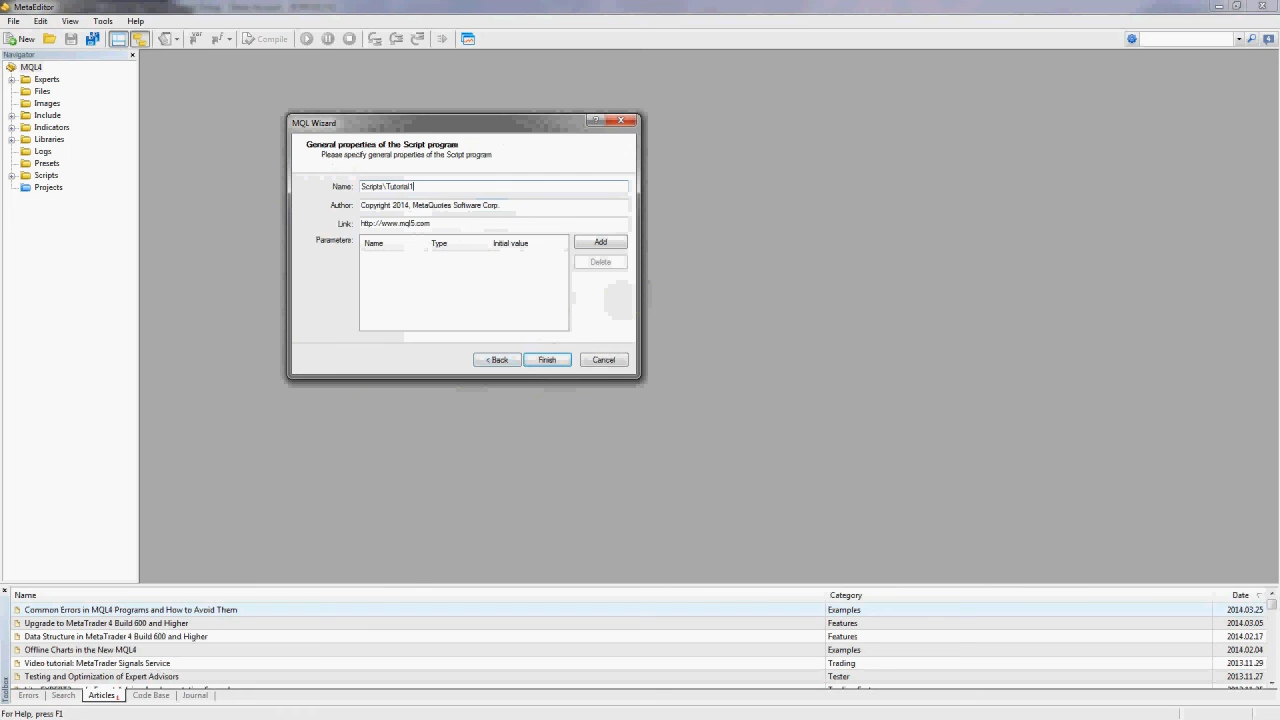 MetaEditor
File Edit View Tools Help
New Compile
Navigator
MQL4
Experts
Files
Images
Include
Indicators
Libraries
Logs
Presets
Scripts
Projects
MQL Wizard
General properties of the Script program
Please specify general properties of the Script program
Name: Scripts\Tutorial1
Author: Copyright 2014, MetaQuotes Software Corp.
Link: http://www.mql5.com
Parameters: Name Type Initial value
Add
Delete
< Back Finish Cancel
Name Category Date
Common Errors in MQL4 Programs and How to Avoid Them Examples 2014.03.25
Upgrade to MetaTrader 4 Build 600 and Higher Features 2014.03.05
Data Structure in MetaTrader 4 Build 600 and Higher Features 2014.02.17
Offline Charts in the New MQL4 Examples 2014.02.04
Video tutorial: MetaTrader Signals Service Trading 2013.11.29
Testing and Optimization of Expert Advisors Tester 2013.11.27
Errors Search Articles Code Base Journal
Toolbox
For Help, press F1